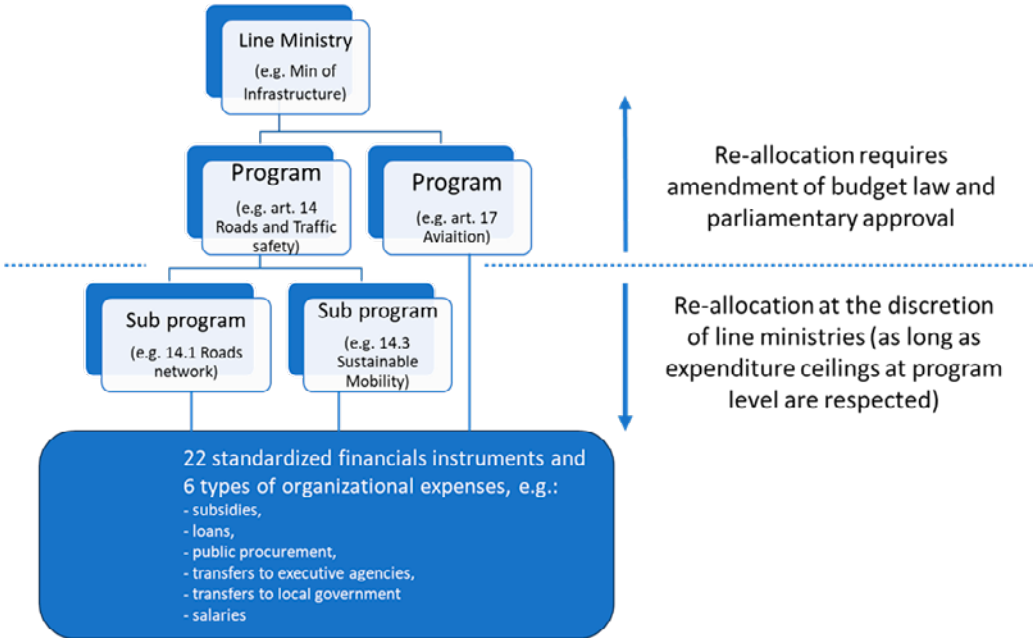 Line Ministry
(e.g. Min of
Infrastructure)
Program
(e.g. art. 14
Roads and Traffic
safety)
Program
(e.g. art. 17
Aviaition)
Re-allocation requires
amendment of budget law and
parliamentary approval
Sub program
(e.g. 14.1 Roads
network)
Sub program
(e.g. 14.3
Sustainable
Mobility)
Re-allocation at the discretion
of line ministries (as long as
expenditure ceilings at program
level are respected)
22 standardized financials instruments and
6 types of organizational expenses, e.g.:
- subsidies,
- loans,
- public procurement,
- transfers to executive agencies,
- transfers to local government
- salaries